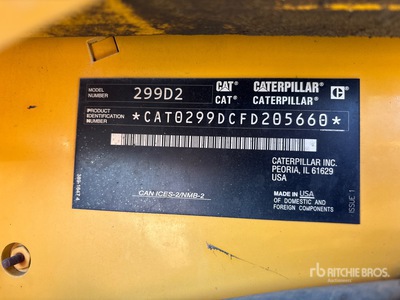 MODEL NUMBER 299D2 CAT® CATERPILLAR®
CAT® CATERPILLAR®
PRODUCT IDENTIFICATION NUMBER
*CAT0299DCFD205660*
CATERPILLAR INC.
PEORIA, IL 61629
USA
CAN ICES-2/NMB-2
MADE IN USA
OF DOMESTIC AND
FOREIGN COMPONENTS
ISSUE 1
rb RITCHIE BROS.